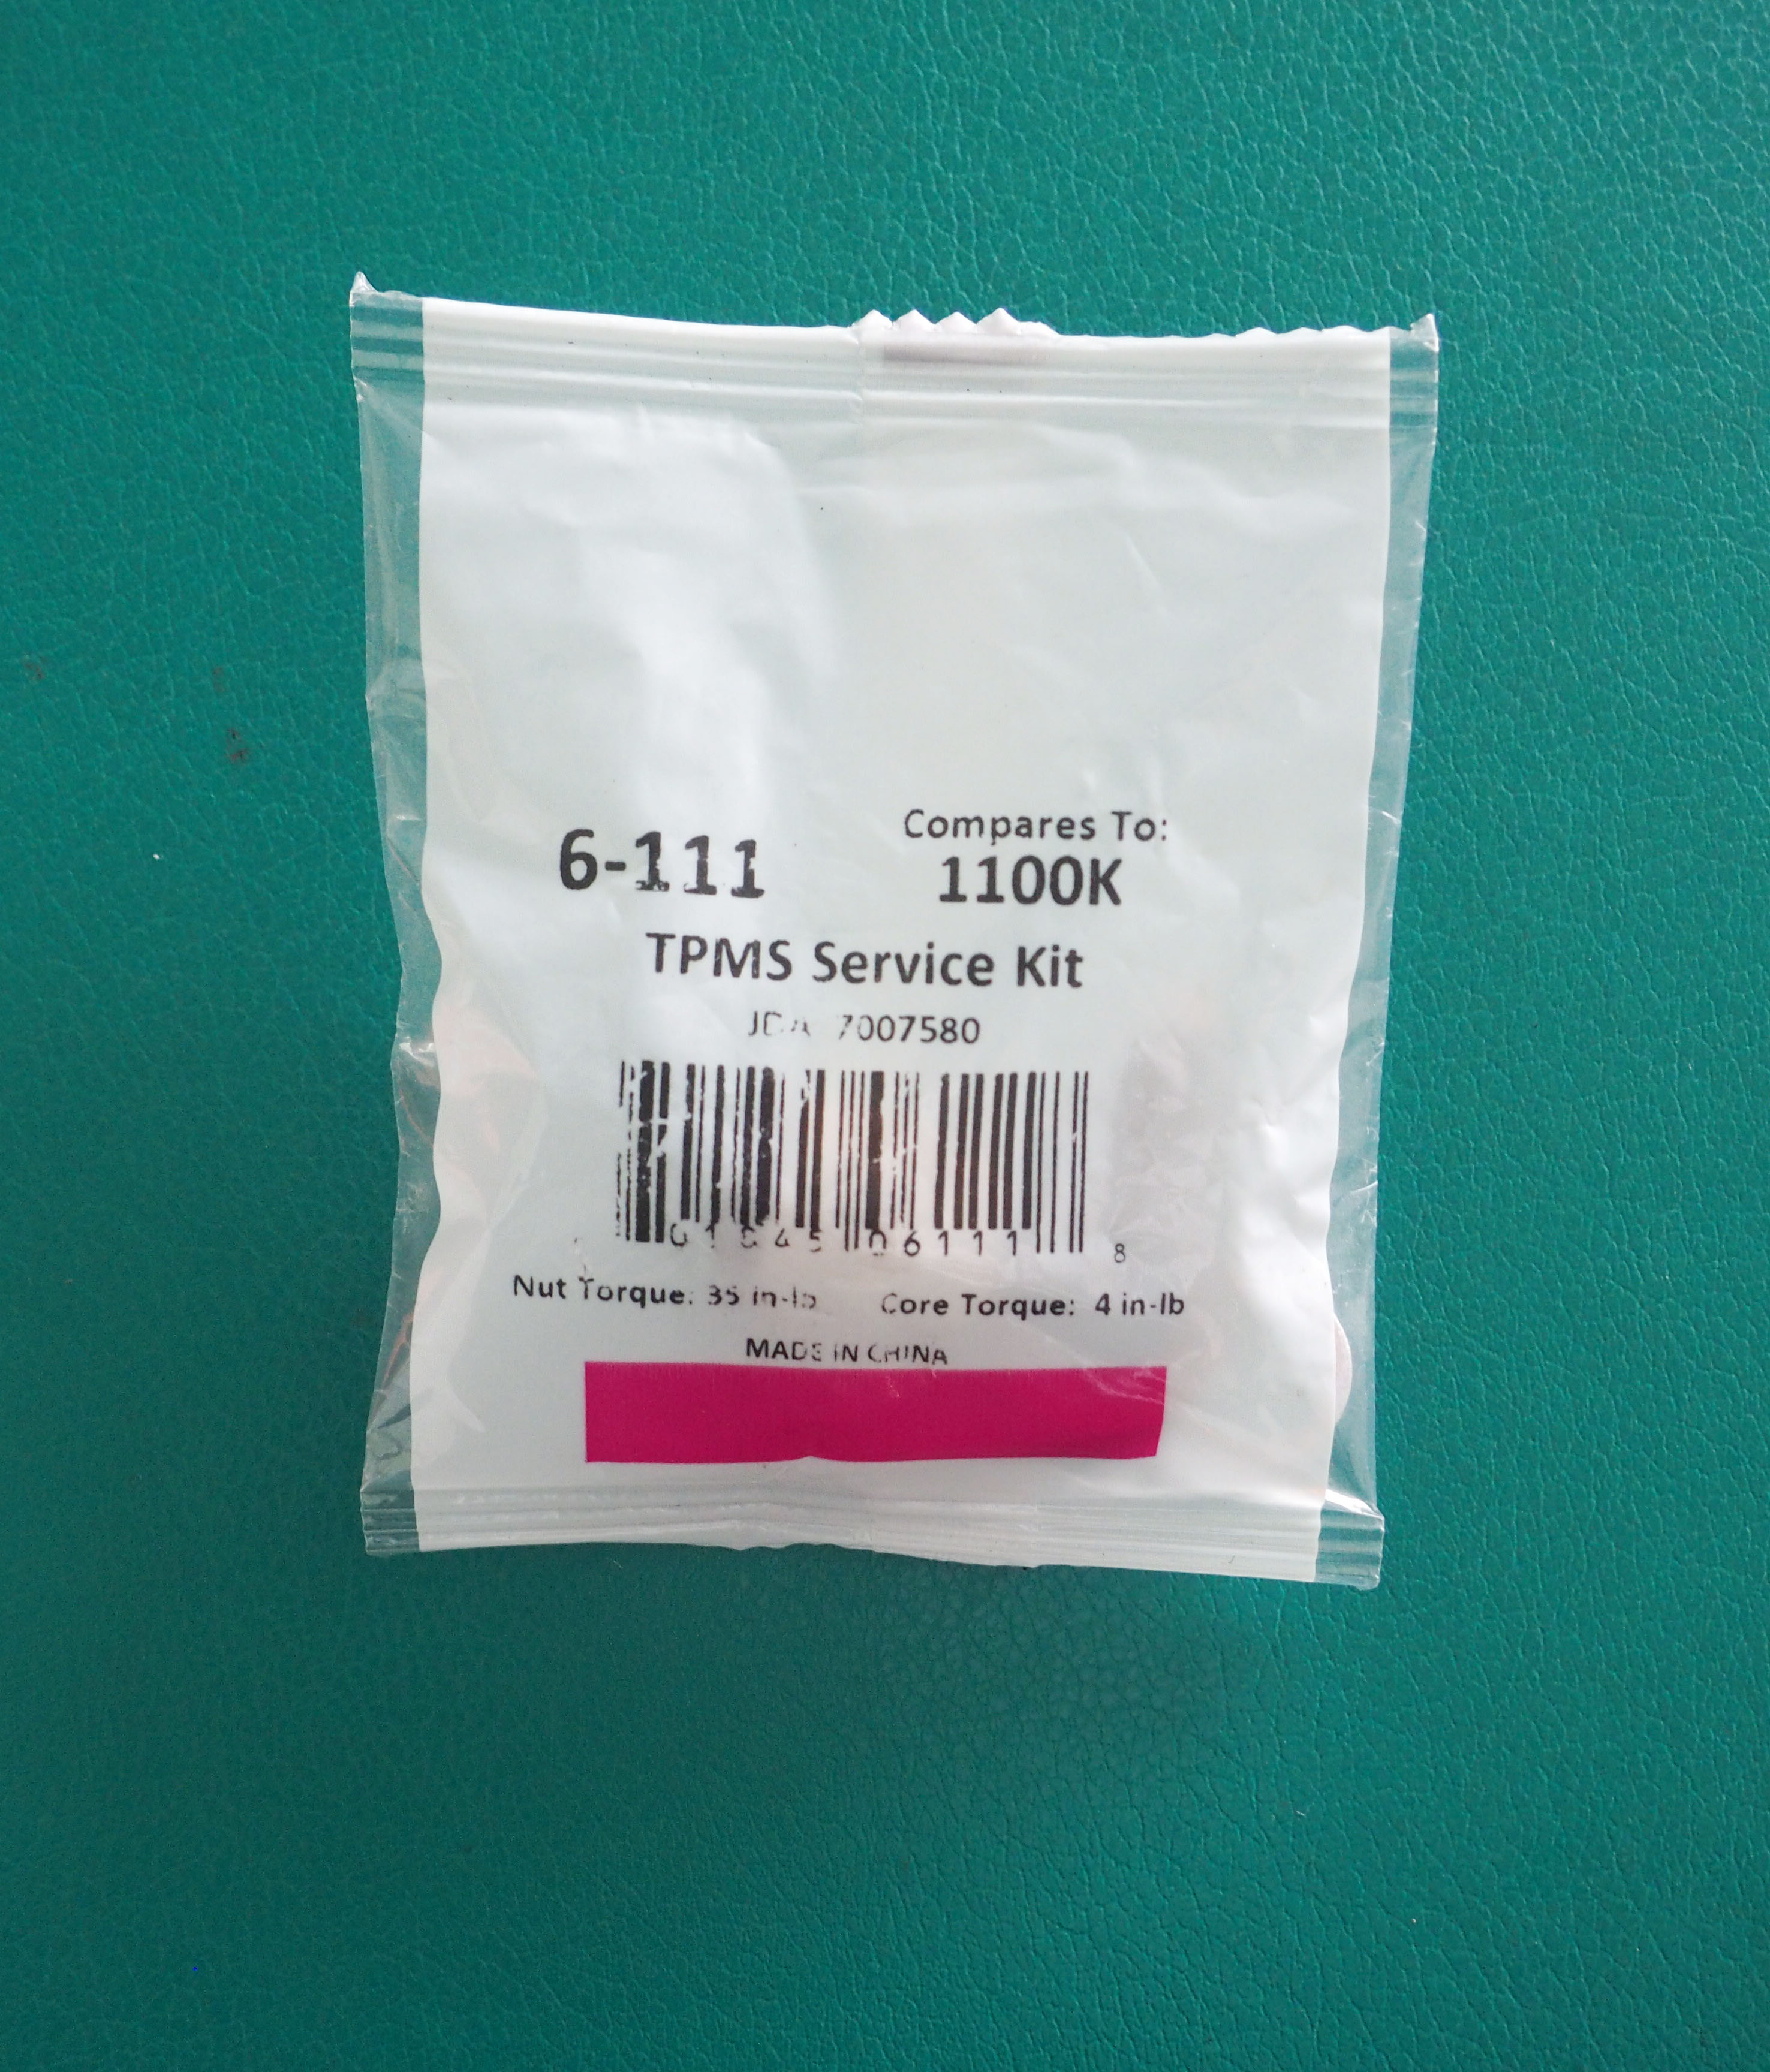 6-111
Compares To:
1100K
TPMS Service Kit
7007580
06111 8
Nut Torque: 35 in-lb Core Torque: 4 in-lb
MADE IN CHINA